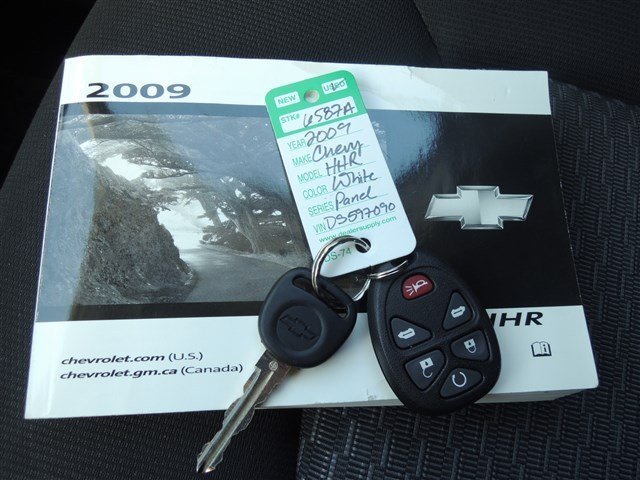 2009
NEW USED
STK# 6587A
YEAR 2009
MAKE Chevy
MODEL HHR
COLOR White
SERIES Panel
VIN DS597090
www.dealersupply.com
US-74
HHR
chevrolet.com (U.S.)
chevrolet.gm.ca (Canada)